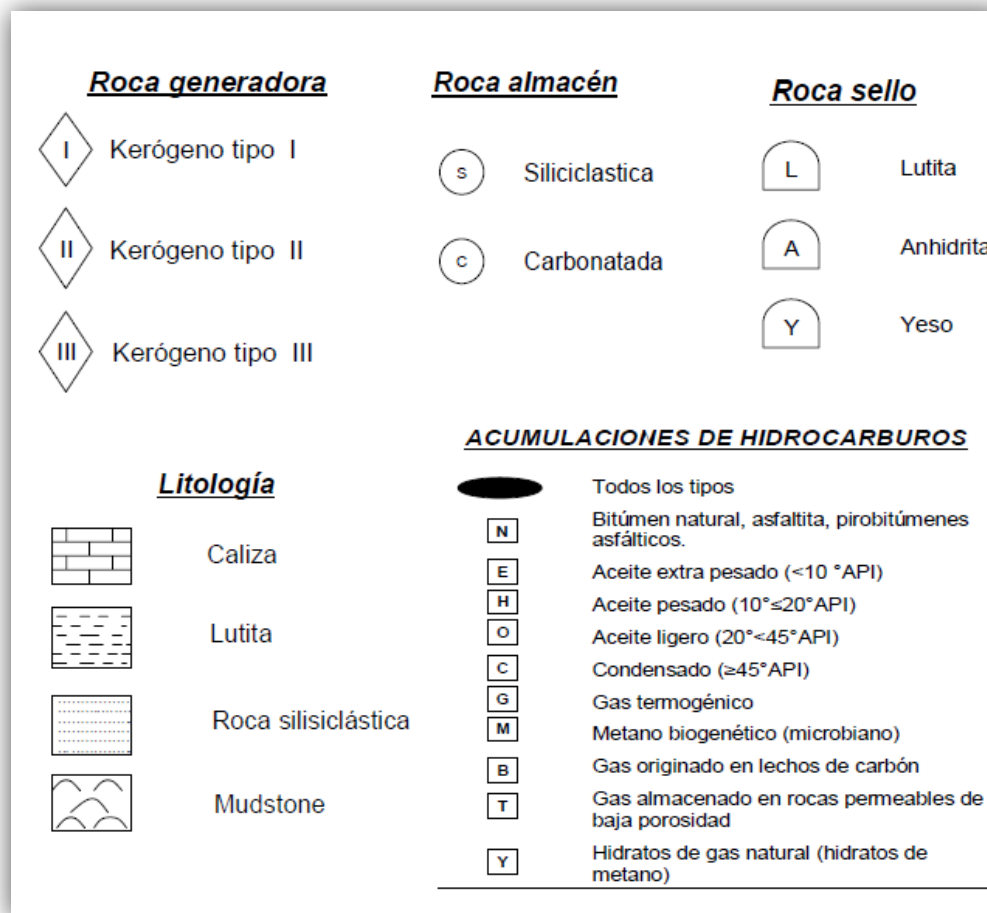 Roca generadora
I Kerógeno tipo I
II Kerógeno tipo II
III Kerógeno tipo III
Roca almacén
S Siliciclastica
C Carbonatada
Roca sello
L Lutita
A Anhidrita
Y Yeso
Litología
Caliza
Lutita
Roca silisiclástica
Mudstone
ACUMULACIONES DE HIDROCARBUROS
Todos los tipos
N Bitúmen natural, asfaltita, pirobitúmenes
asfálticos.
E Aceite extra pesado (<10 °API)
H Aceite pesado (10°≤20°API)
O Aceite ligero (20°<45°API)
C Condensado (≥45°API)
G Gas termogénico
M Metano biogenético (microbiano)
B Gas originado en lechos de carbón
T Gas almacenado en rocas permeables de
baja porosidad
Y Hidratos de gas natural (hidratos de
metano)